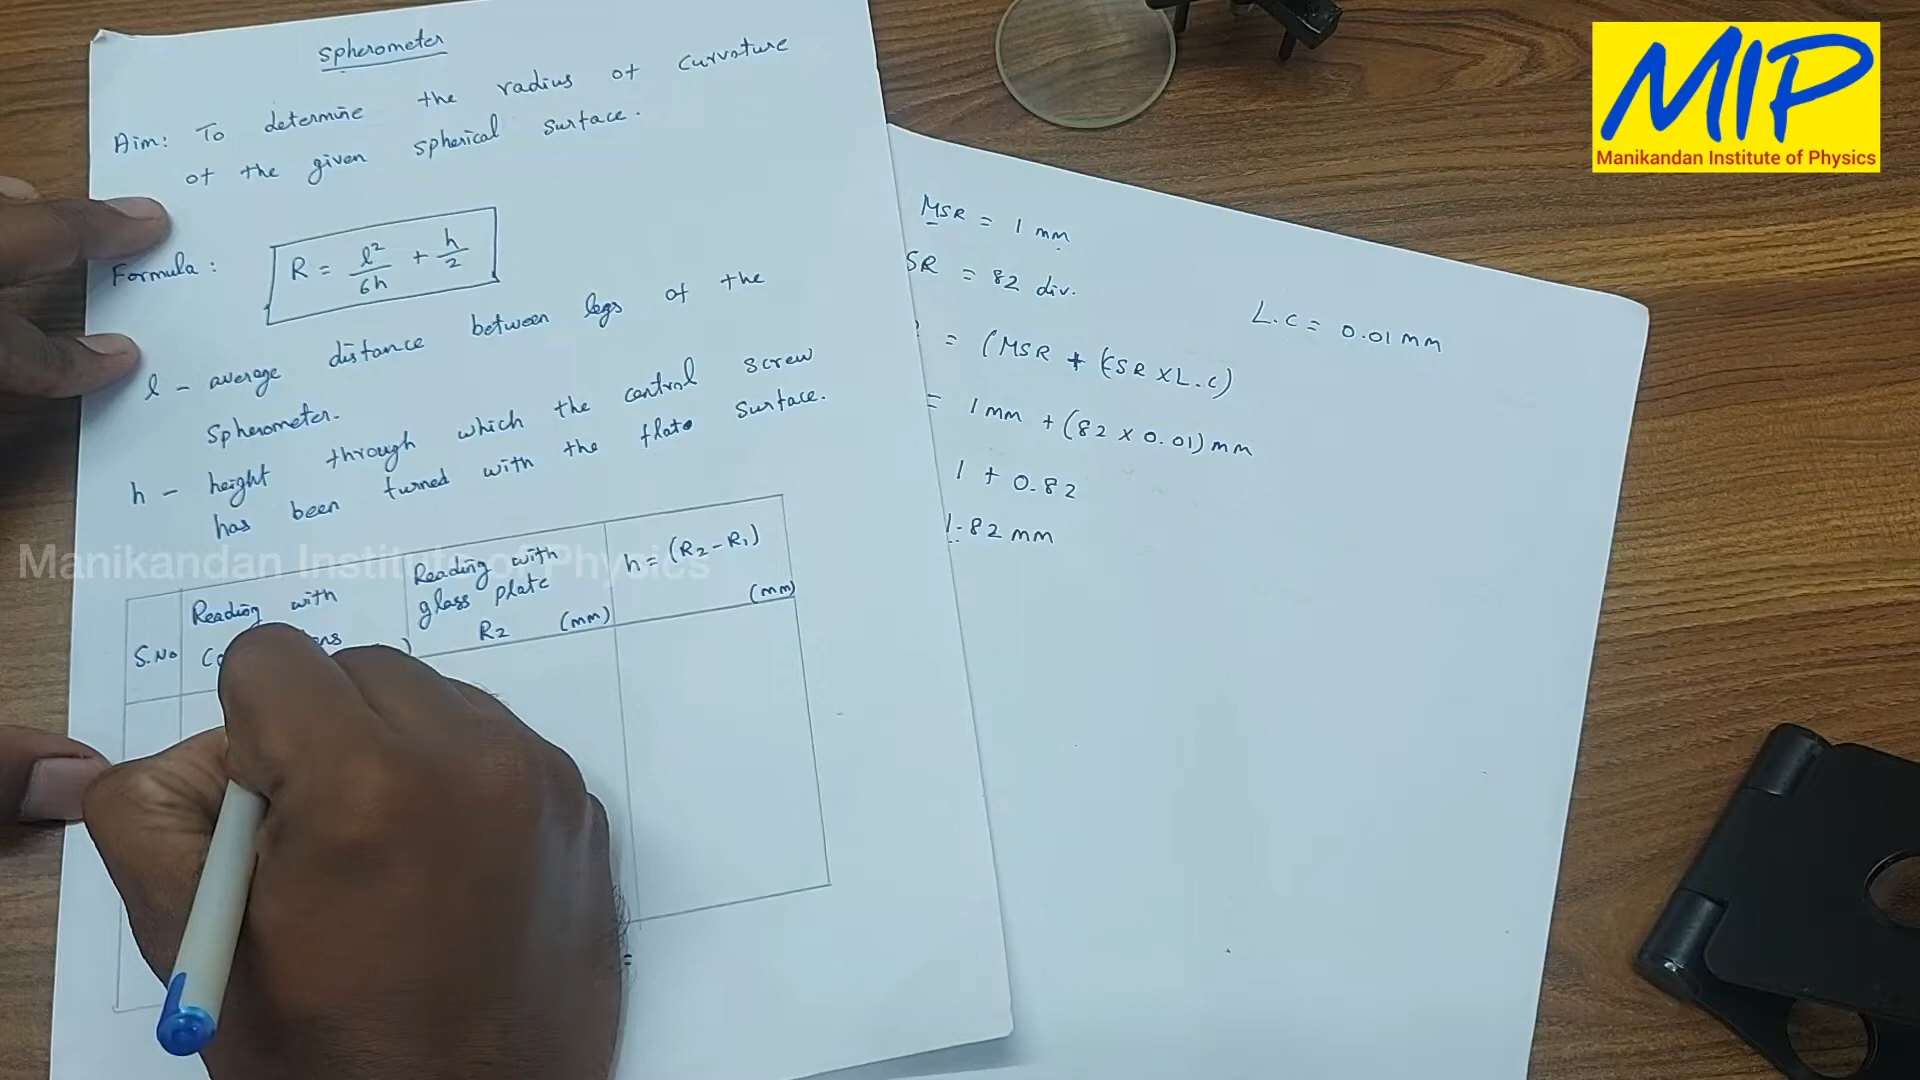 Spherometer
Aim: To determine the radius of curvature
of the given spherical surface.
Formula: R = l²/6h + h/2
l - average distance between legs of the
spherometer.
h - height through which the central screw
has been turned with the flate surface.
S.No
Reading with
Reading with
glass plate
R2 (mm)
h = (R2 - R1)
(mm)
MSR = 1 mm
SR = 82 div.
L.C = 0.01 mm
= (MSR + (CSR X L.C)
= 1 mm + (82 x 0.01) mm
1 + 0.82
1.82 mm
MIP
Manikandan Institute of Physics
Manikandan Institute of Physics